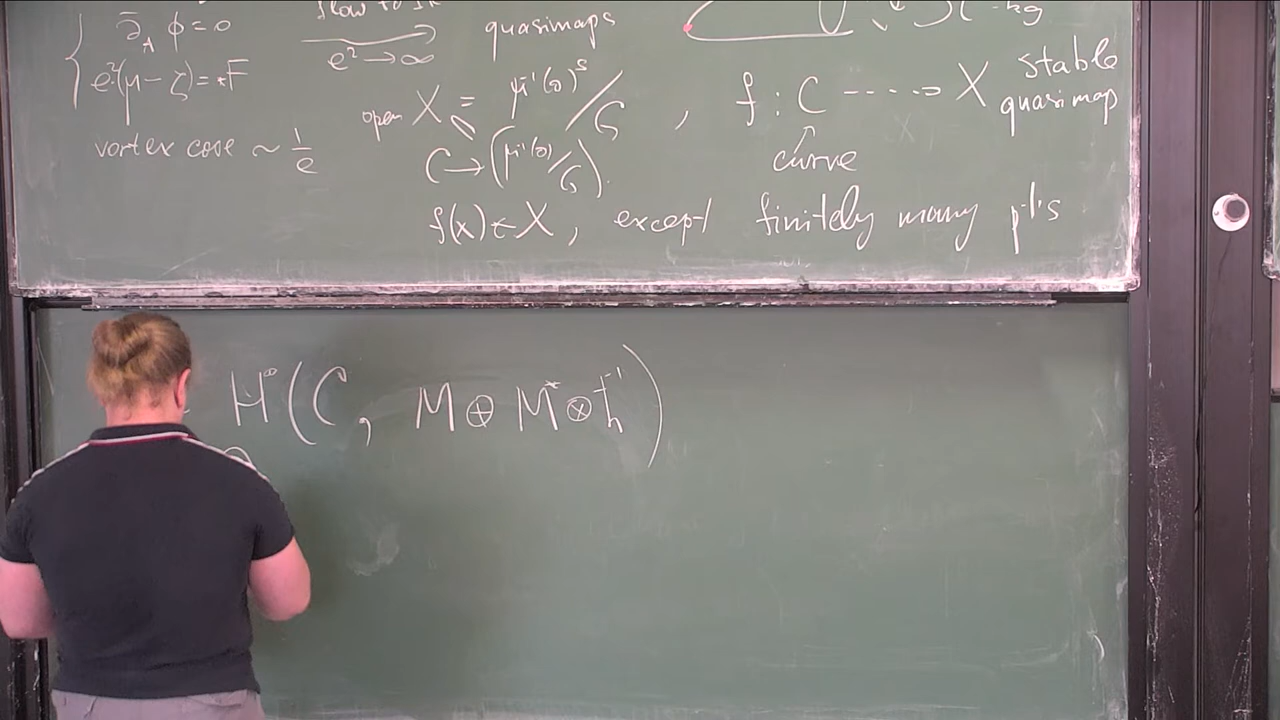 ∂̄_A φ = 0
e²(μ − ζ) = *F
vortex core ~ 1/e
flow to IR
e² → ∞
quasimaps
open X = μ⁻¹(0)ˢ/G , f : C ----> X stable quasimap
C → (μ⁻¹(0)/G).
curve
f(x) ∈ X, except finitely many pt's
H⁰(C, M ⊕ M* ⊗ ħ⁻¹)